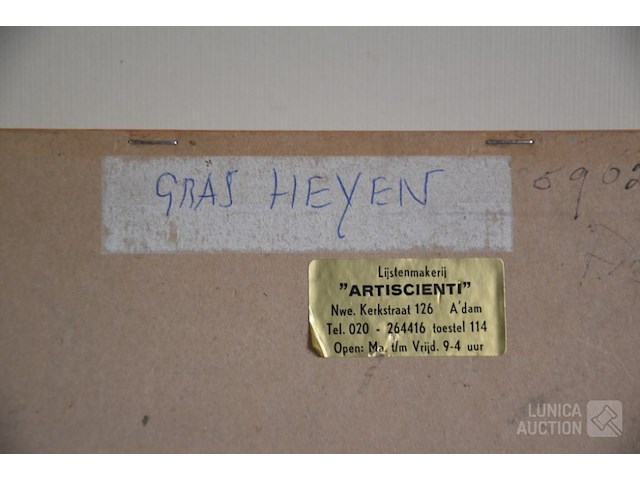 GRAS HEYEN
5902
Lijstenmakerij
"ARTISCIENTI"
Nwe. Kerkstraat 126 A'dam
Tel. 020 - 264416 toestel 114
Open: Ma. t/m Vrijd. 9-4 uur
LUNICA
AUCTION